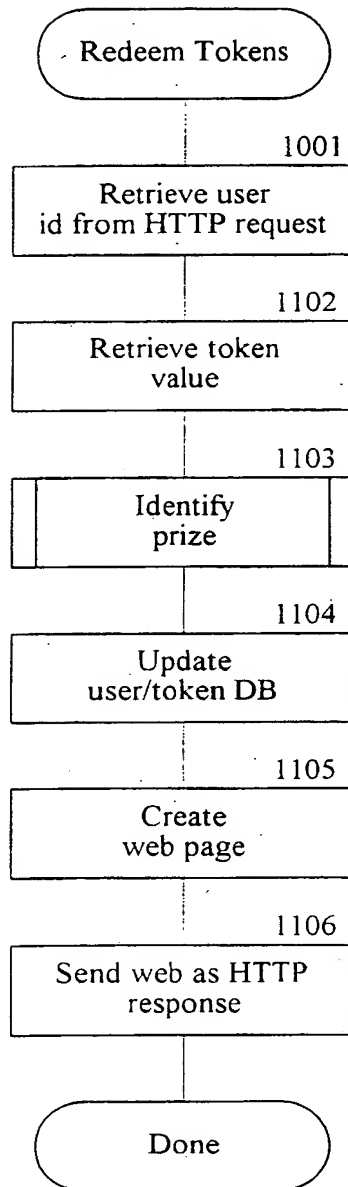 Redeem Tokens
1001
Retrieve user
id from HTTP request
1102
Retrieve token
value
1103
Identify
prize
1104
Update
user/token DB
1105
Create
web page
1106
Send web as HTTP
response
Done